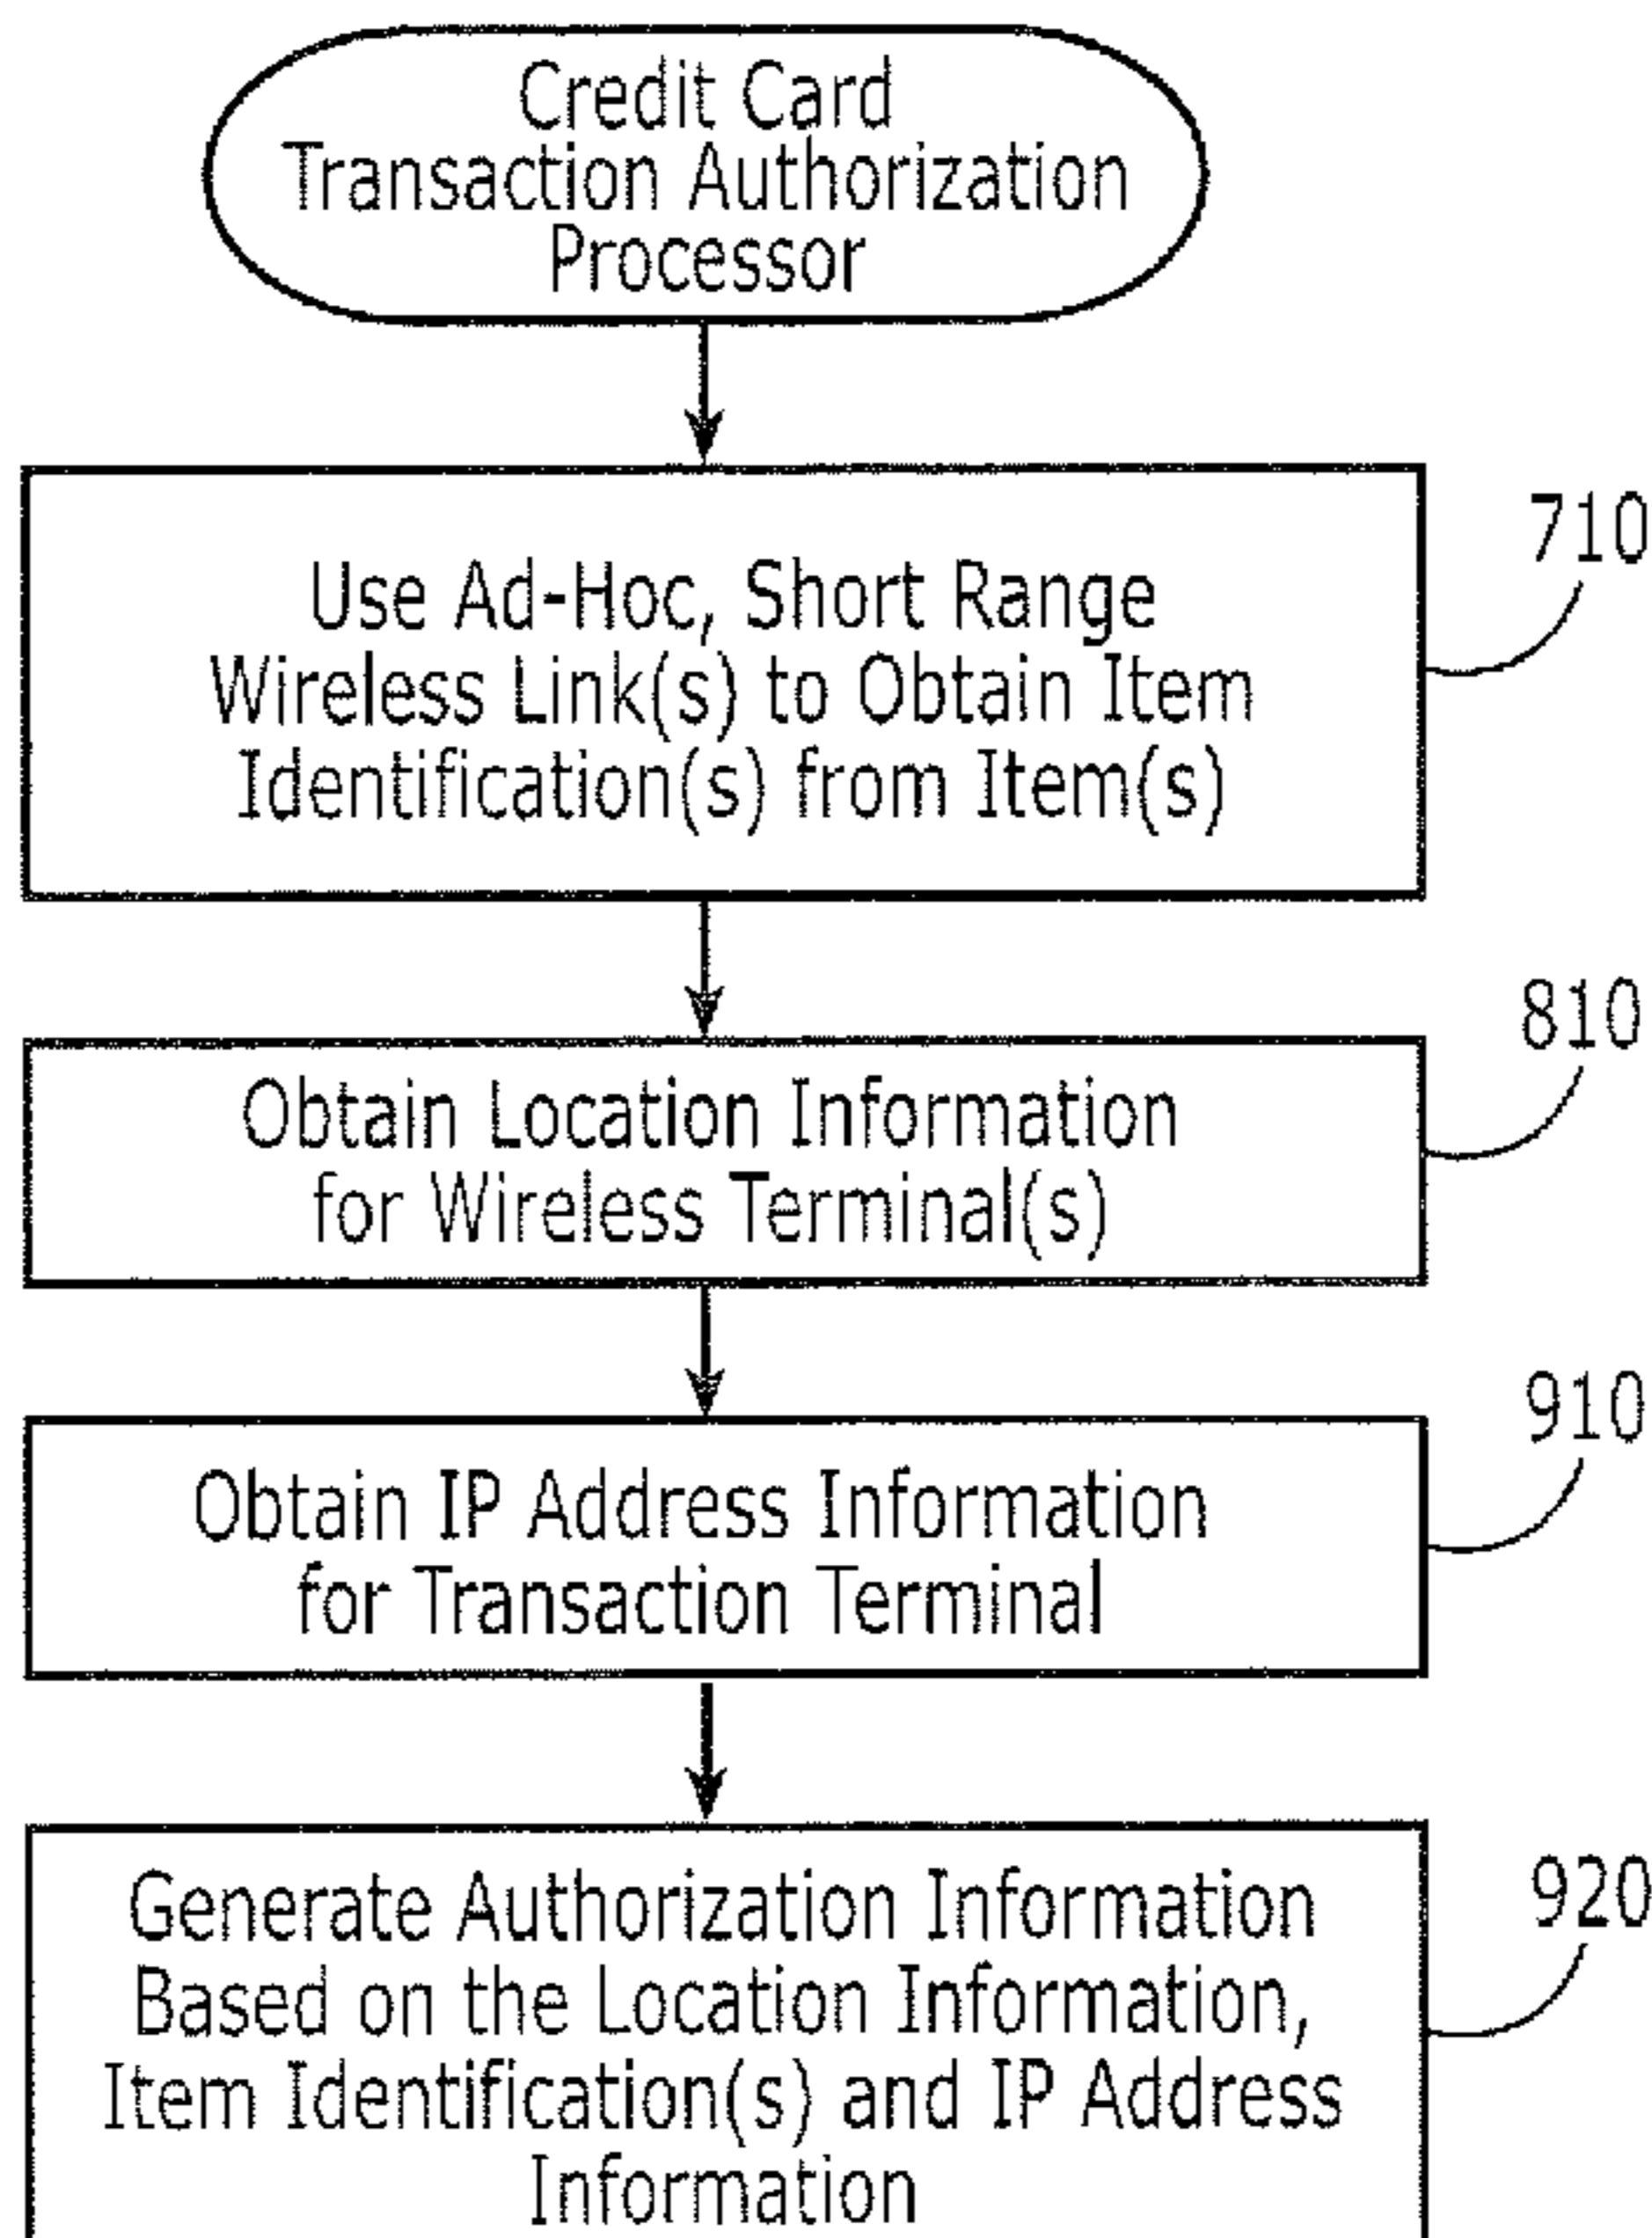 Credit Card
Transaction Authorization
Processor
710
Use Ad-Hoc, Short Range
Wireless Link(s) to Obtain Item
Identification(s) from Item(s)
810
Obtain Location Information
for Wireless Terminal(s)
910
Obtain IP Address Information
for Transaction Terminal
920
Generate Authorization Information
Based on the Location Information,
Item Identification(s) and IP Address
Information